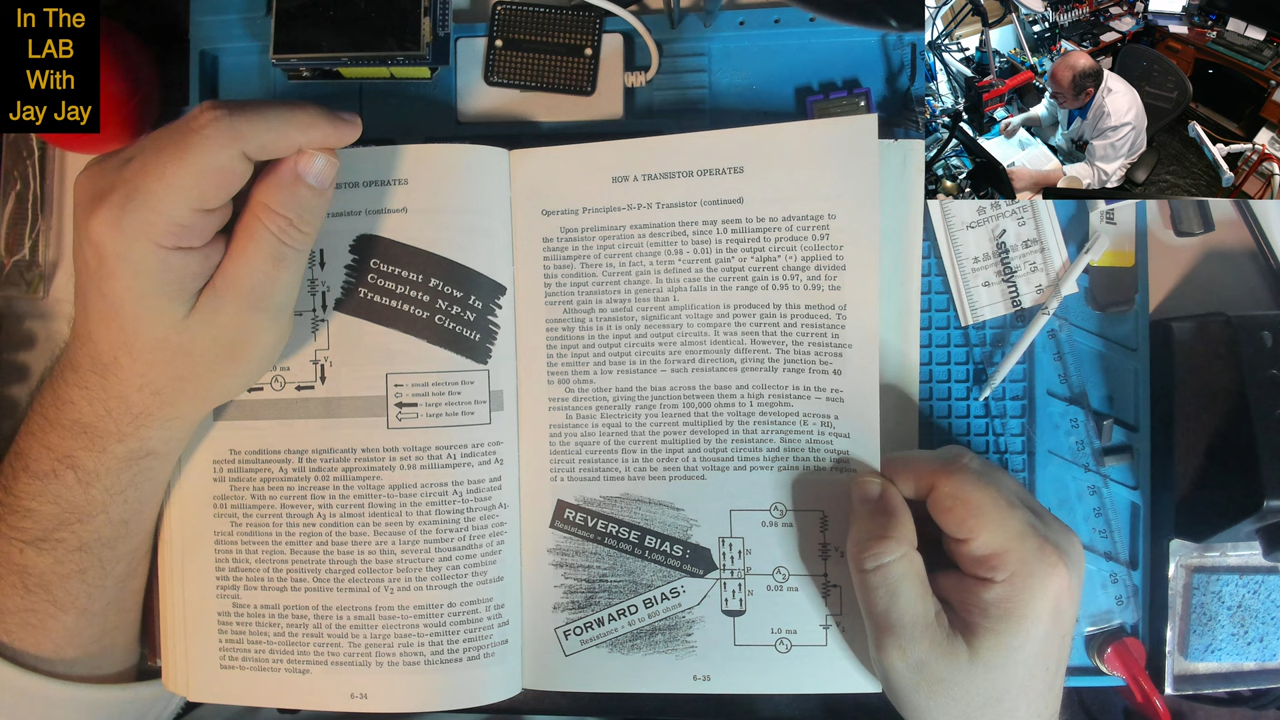 In The
LAB
With
Jay Jay
ISTOR OPERATES
ransistor (continued)
Current Flow In
Complete N-P-N
Transistor Circuit
.0 ma
A1
V1
small electron flow
small hole flow
large electron flow
large hole flow
The conditions change significantly when both voltage sources are con-
nected simultaneously. If the variable resistor is set so that A1 indicates
1.0 milliampere, A3 will indicate approximately 0.98 milliampere, and A2
will indicate approximately 0.02 milliampere.
There has been no increase in the voltage applied across the base and
collector. With no current flow in the emitter-to-base circuit A3 indicated
0.01 milliampere. However, with current flowing in the emitter-to-base
circuit, the current through A3 is almost identical to that flowing through A1.
The reason for this new condition can be seen by examining the elec-
trical conditions in the region of the base. Because of the forward bias con-
ditions between the emitter and base there are a large number of free elec-
trons in that region. Because the base is so thin, several thousandths of an
inch thick, electrons penetrate through the base structure and come under
the influence of the positively charged collector before they can combine
with the holes in the base. Once the electrons are in the collector they
rapidly flow through the positive terminal of V2 and on through the outside
circuit.
Since a small portion of the electrons from the emitter do combine
with the holes in the base, there is a small base-to-emitter current. If the
base were thicker, nearly all of the emitter electrons would combine with
the base holes; and the result would be a large base-to-emitter current and
a small base-to-collector current. The general rule is that the emitter
electrons are divided into the two current flows shown, and the proportions
of the division are determined essentially by the base thickness and the
base-to-collector voltage.
6-34
HOW A TRANSISTOR OPERATES
Operating Principles-N-P-N Transistor (continued)
Upon preliminary examination there may seem to be no advantage to
the transistor operation as described, since 1.0 milliampere of current
change in the input circuit (emitter to base) is required to produce 0.97
milliampere of current change (0.98 - 0.01) in the output circuit (collector
to base). There is, in fact, a term "current gain" or "alpha" (α) applied to
this condition. Current gain is defined as the output current change divided
by the input current change. In this case the current gain is 0.97, and for
junction transistors in general alpha falls in the range of 0.95 to 0.99; the
current gain is always less than 1.
Although no useful current amplification is produced by this method of
connecting a transistor, significant voltage and power gain is produced. To
see why this is it is only necessary to compare the current and resistance
conditions in the input and output circuits. It was seen that the current in
the input and output circuits were almost identical. However, the resistance
in the input and output circuits are enormously different. The bias across
the emitter and base is in the forward direction, giving the junction be-
tween them a low resistance — such resistances generally range from 40
to 800 ohms.
On the other hand the bias across the base and collector is in the re-
verse direction, giving the junction between them a high resistance — such
resistances generally range from 100,000 ohms to 1 megohm.
In Basic Electricity you learned that the voltage developed across a
resistance is equal to the current multiplied by the resistance (E = RI),
and you also learned that the power developed in that arrangement is equal
to the square of the current multiplied by the resistance. Since almost
identical currents flow in the input and output circuits and since the output
circuit resistance is in the order of a thousand times higher than the input
circuit resistance, it can be seen that voltage and power gains in the region
of a thousand times have been produced.
REVERSE BIAS:
Resistance = 100,000 to 1,000,000 ohms
FORWARD BIAS:
Resistance = 40 to 800 ohms
A3
0.98 ma
N
P
N
A2
0.02 ma
1.0 ma
A1
6-35
合格证
CERTIFICATE
studymate
13
15
16
17
22
23
25
26
27
28
29
30